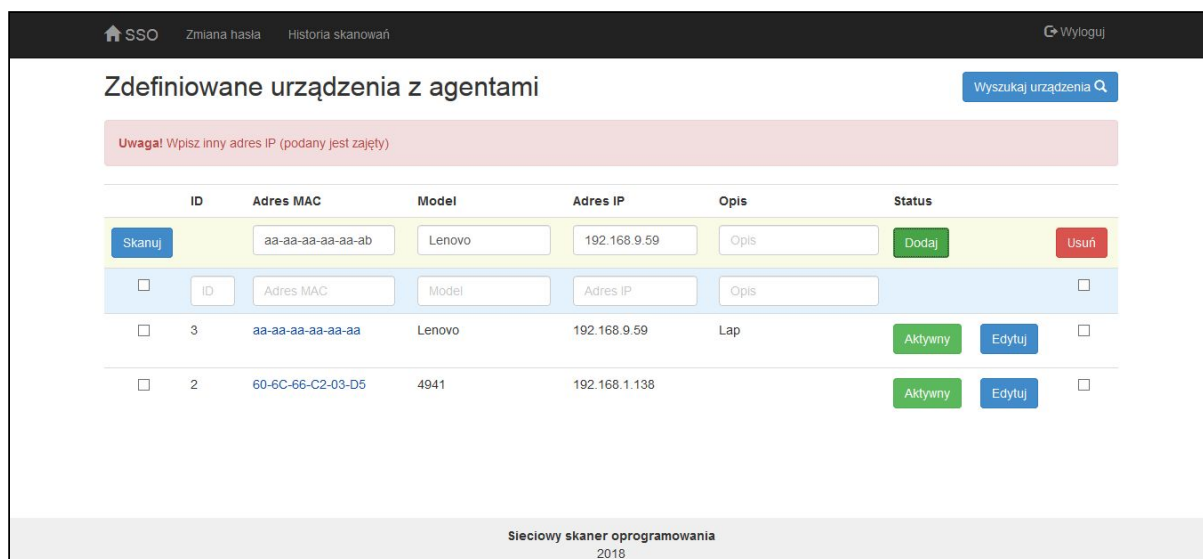 SSO Zmiana hasła Historia skanowań Wyloguj
Zdefiniowane urządzenia z agentami Wyszukaj urządzenia
Uwaga! Wpisz inny adres IP (podany jest zajęty)
ID Adres MAC Model Adres IP Opis Status
Skanuj aa-aa-aa-aa-aa-ab Lenovo 192.168.9.59 Opis Dodaj Usuń
ID Adres MAC Model Adres IP Opis
3 aa-aa-aa-aa-aa-aa Lenovo 192.168.9.59 Lap Aktywny Edytuj
2 60-6C-66-C2-03-D5 4941 192.168.1.138 Aktywny Edytuj
Sieciowy skaner oprogramowania
2018